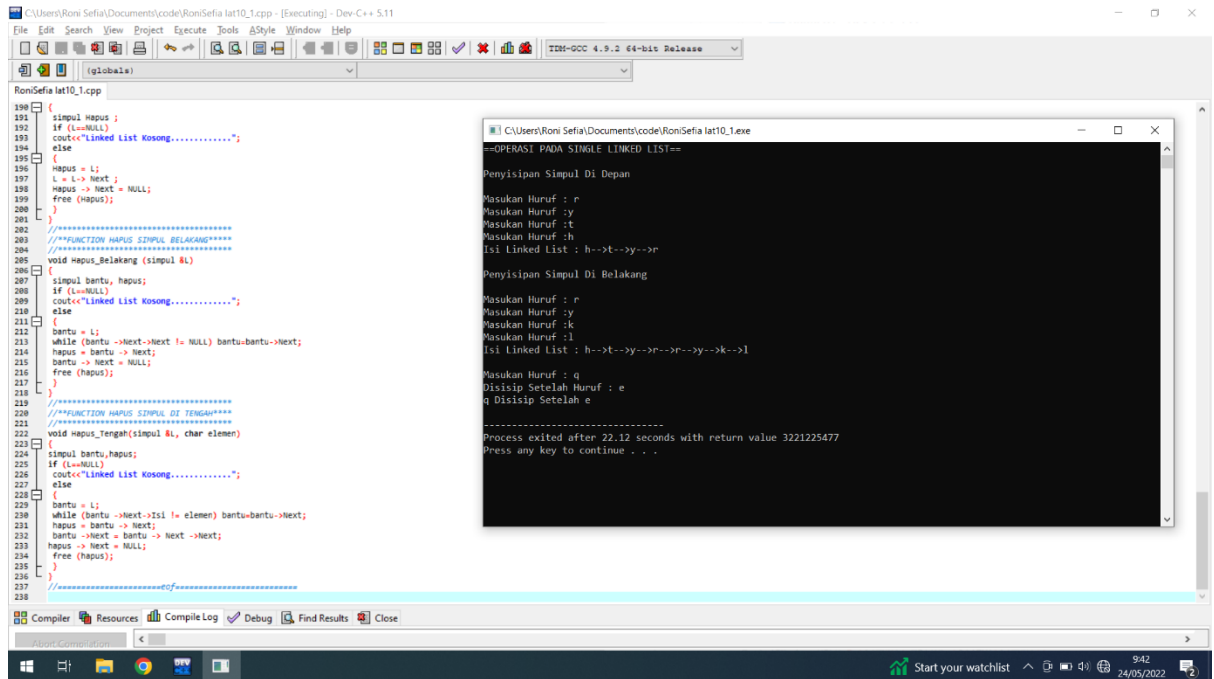 C:\Users\Roni Sefia\Documents\code\RoniSefia lat10_1.cpp - [Executing] - Dev-C++ 5.11
File Edit Search View Project Execute Tools AStyle Window Help
TDM-GCC 4.9.2 64-bit Release
(globals)
RoniSefia lat10_1.cpp
190 {
191 simpul Hapus ;
192 if (L==NULL)
193 cout<<"Linked List Kosong.............";
194 else
195 {
196 Hapus = L;
197 L = L-> Next ;
198 Hapus -> Next = NULL;
199 free (Hapus);
200 }
201 }
202 //************************************
203 //**FUNCTION HAPUS SIMPUL BELAKANG*****
204 //************************************
205 void Hapus_Belakang (simpul &L)
206 {
207 simpul bantu, hapus;
208 if (L==NULL)
209 cout<<"Linked List Kosong.............";
210 else
211 {
212 bantu = L;
213 while (bantu ->Next->Next != NULL) bantu=bantu->Next;
214 hapus = bantu -> Next;
215 bantu -> Next = NULL;
216 free (hapus);
217 }
218 }
219 //************************************
220 //**FUNCTION HAPUS SIMPUL DI TENGAH****
221 //************************************
222 void Hapus_Tengah(simpul &L, char elemen)
223 {
224 simpul bantu,hapus;
225 if (L==NULL)
226 cout<<"Linked List Kosong.............";
227 else
228 {
229 bantu = L;
230 while (bantu ->Next->Isi != elemen) bantu=bantu->Next;
231 hapus = bantu -> Next;
232 bantu ->Next = bantu -> Next ->Next;
233 hapus -> Next = NULL;
234 free (hapus);
235 }
236 }
237 //======================eof==========================
238
C:\Users\Roni Sefia\Documents\code\RoniSefia lat10_1.exe
==OPERASI PADA SINGLE LINKED LIST==
Penyisipan Simpul Di Depan
Masukan Huruf : r
Masukan Huruf :y
Masukan Huruf :t
Masukan Huruf :h
Isi Linked List : h-->t-->y-->r
Penyisipan Simpul Di Belakang
Masukan Huruf : r
Masukan Huruf :y
Masukan Huruf :k
Masukan Huruf :l
Isi Linked List : h-->t-->y-->r-->r-->y-->k-->l
Masukan Huruf : q
Disisip Setelah Huruf : e
q Disisip Setelah e
--------------------------------
Process exited after 22.12 seconds with return value 3221225477
Press any key to continue . . .
Compiler Resources Compile Log Debug Find Results Close
Abort Compilation
DEV
Start your watchlist
9:42
24/05/2022
2